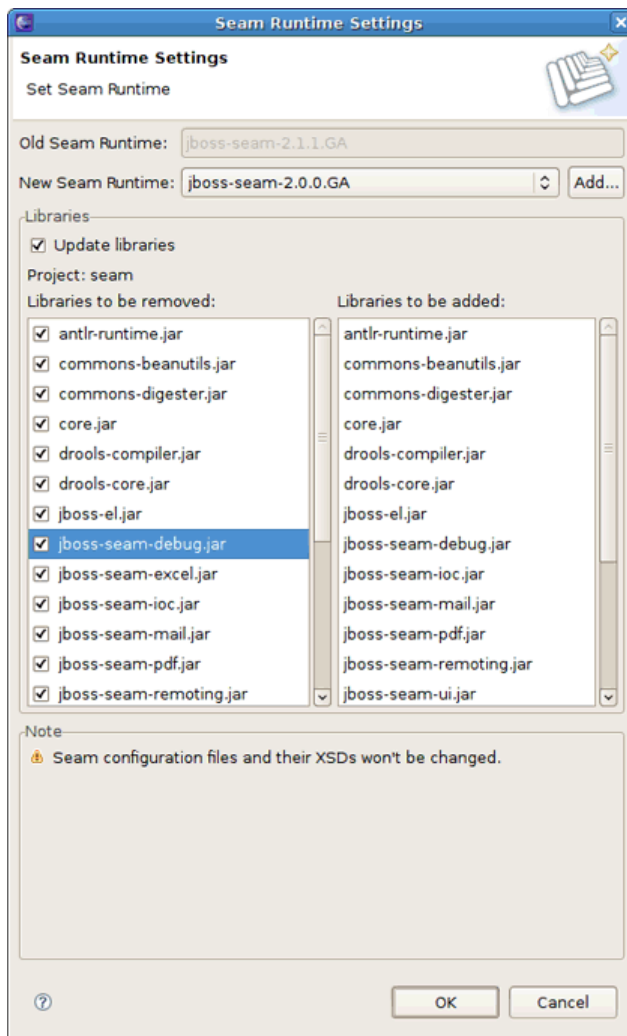 Seam Runtime Settings
Seam Runtime Settings
Set Seam Runtime
Old Seam Runtime: jboss-seam-2.1.1.GA
New Seam Runtime: jboss-seam-2.0.0.GA Add...
Libraries
Update libraries
Project: seam
Libraries to be removed: Libraries to be added:
antlr-runtime.jar antlr-runtime.jar
commons-beanutils.jar commons-beanutils.jar
commons-digester.jar commons-digester.jar
core.jar core.jar
drools-compiler.jar drools-compiler.jar
drools-core.jar drools-core.jar
jboss-el.jar jboss-el.jar
jboss-seam-debug.jar jboss-seam-debug.jar
jboss-seam-excel.jar jboss-seam-ioc.jar
jboss-seam-ioc.jar jboss-seam-mail.jar
jboss-seam-mail.jar jboss-seam-pdf.jar
jboss-seam-pdf.jar jboss-seam-remoting.jar
jboss-seam-remoting.jar jboss-seam-ui.jar
Note
Seam configuration files and their XSDs won't be changed.
OK Cancel